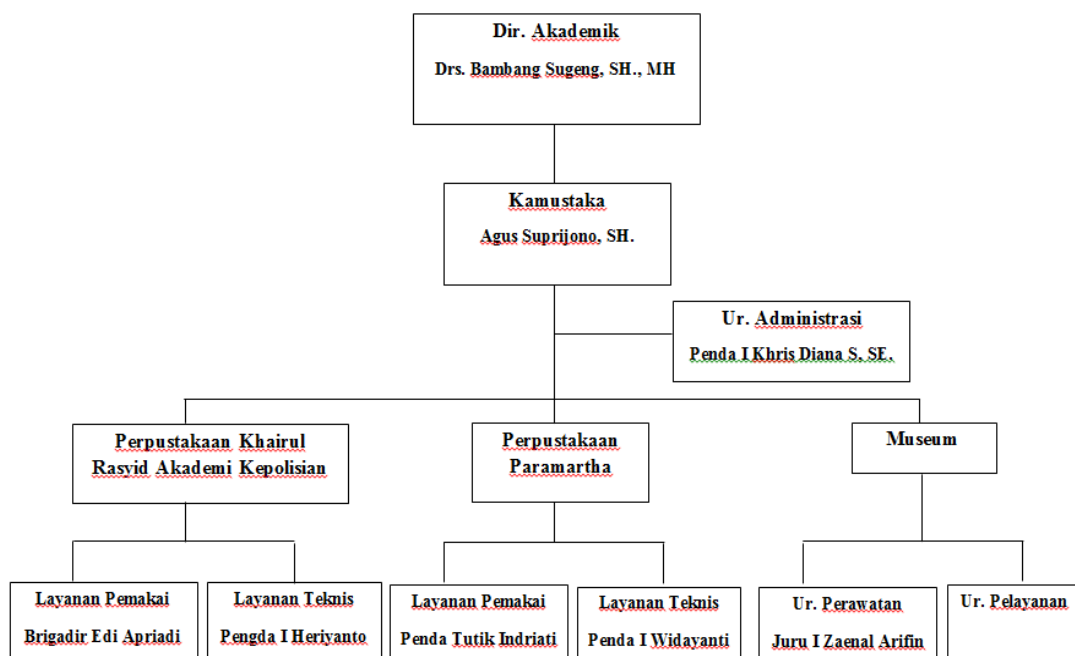 Dir. Akademik
Drs. Bambang Sugeng, SH., MH
Kamustaka
Agus Suprijono, SH.
Ur. Administrasi
Penda I Khris Diana S. SE.
Perpustakaan Khairul
Rasyid Akademi Kepolisian
Perpustakaan
Paramartha
Museum
Layanan Pemakai
Brigadir Edi Apriadi
Layanan Teknis
Pengda I Heriyanto
Layanan Pemakai
Penda Tutik Indriati
Layanan Teknis
Penda I Widayanti
Ur. Perawatan
Juru I Zaenal Arifin
Ur. Pelayanan